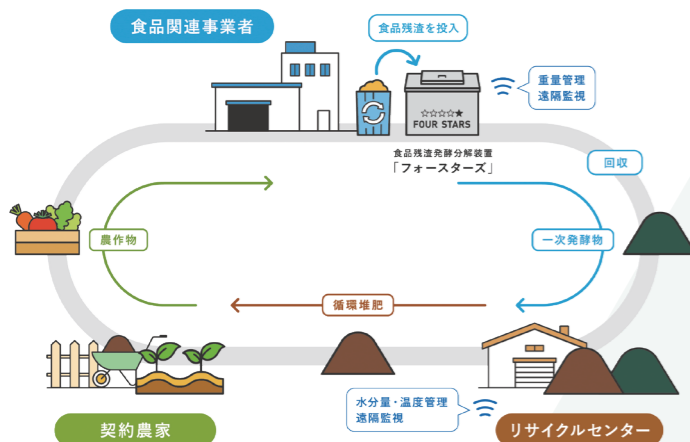 食品関連事業者
食品残渣を投入
重量管理
遠隔監視
☆☆☆☆★
FOUR STARS
食品残渣発酵分解装置
「フォースターズ」
回収
農作物
一次発酵物
循環堆肥
水分量・温度管理
遠隔監視
契約農家
リサイクルセンター